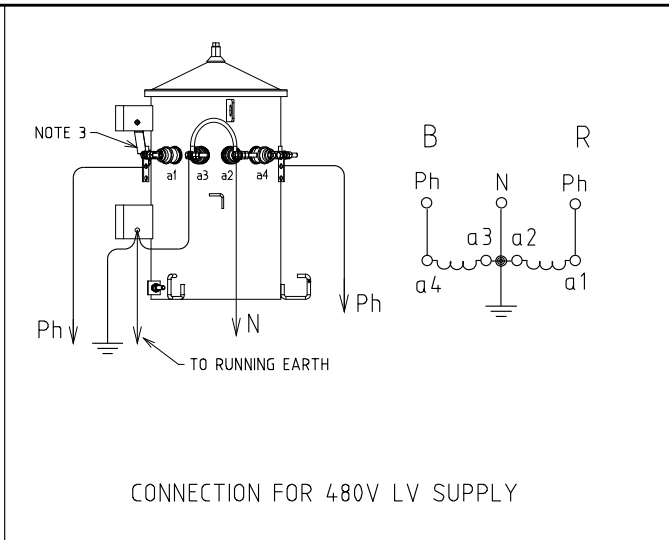 NOTE 3
a1 a3 a2 a4
Ph
N
Ph
TO RUNNING EARTH
B R
Ph N Ph
a3 a2
a4 a1
CONNECTION FOR 480V LV SUPPLY